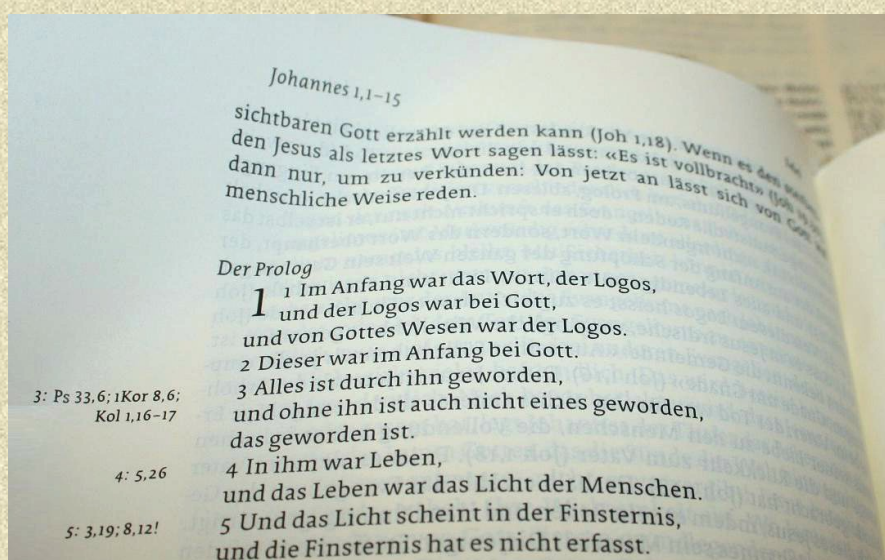 Johannes 1,1–15
sichtbaren Gott erzählt werden kann (Joh 1,18). Wenn es den
den Jesus als letztes Wort sagen lässt: «Es ist vollbracht» (Joh
dann nur, um zu verkünden: Von jetzt an lässt sich von Gott
menschliche Weise reden.
Der Prolog
1 1 Im Anfang war das Wort, der Logos,
und der Logos war bei Gott,
und von Gottes Wesen war der Logos.
2 Dieser war im Anfang bei Gott.
3: Ps 33,6; 1Kor 8,6;
Kol 1,16–17
3 Alles ist durch ihn geworden,
und ohne ihn ist auch nicht eines geworden,
das geworden ist.
4: 5,26
4 In ihm war Leben,
und das Leben war das Licht der Menschen.
5: 3,19; 8,12!
5 Und das Licht scheint in der Finsternis,
und die Finsternis hat es nicht erfasst.